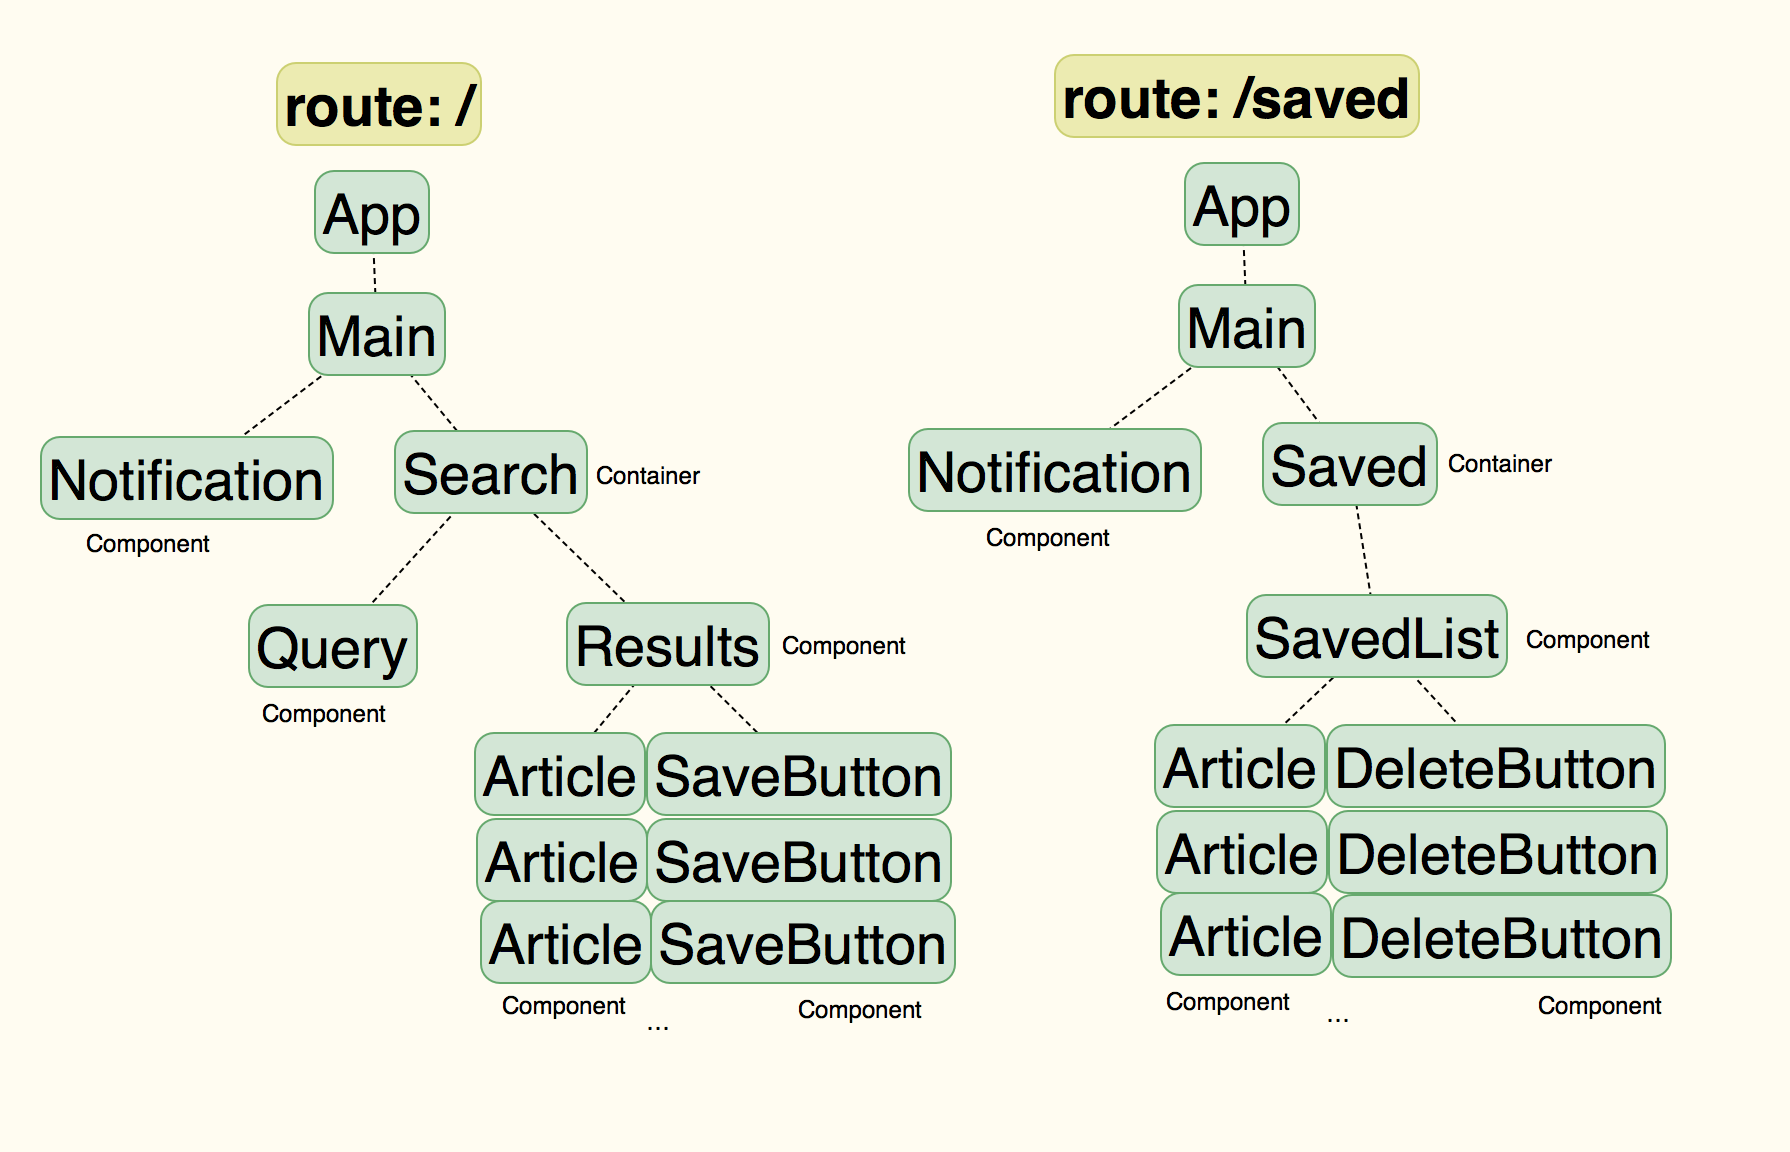 route: /
App
Main
Notification
Component
Search
Container
Query
Component
Results
Component
Article
SaveButton
Article
SaveButton
Article
SaveButton
Component
...
Component
route: /saved
App
Main
Notification
Component
Saved
Container
SavedList
Component
Article
DeleteButton
Article
DeleteButton
Article
DeleteButton
Component
...
Component